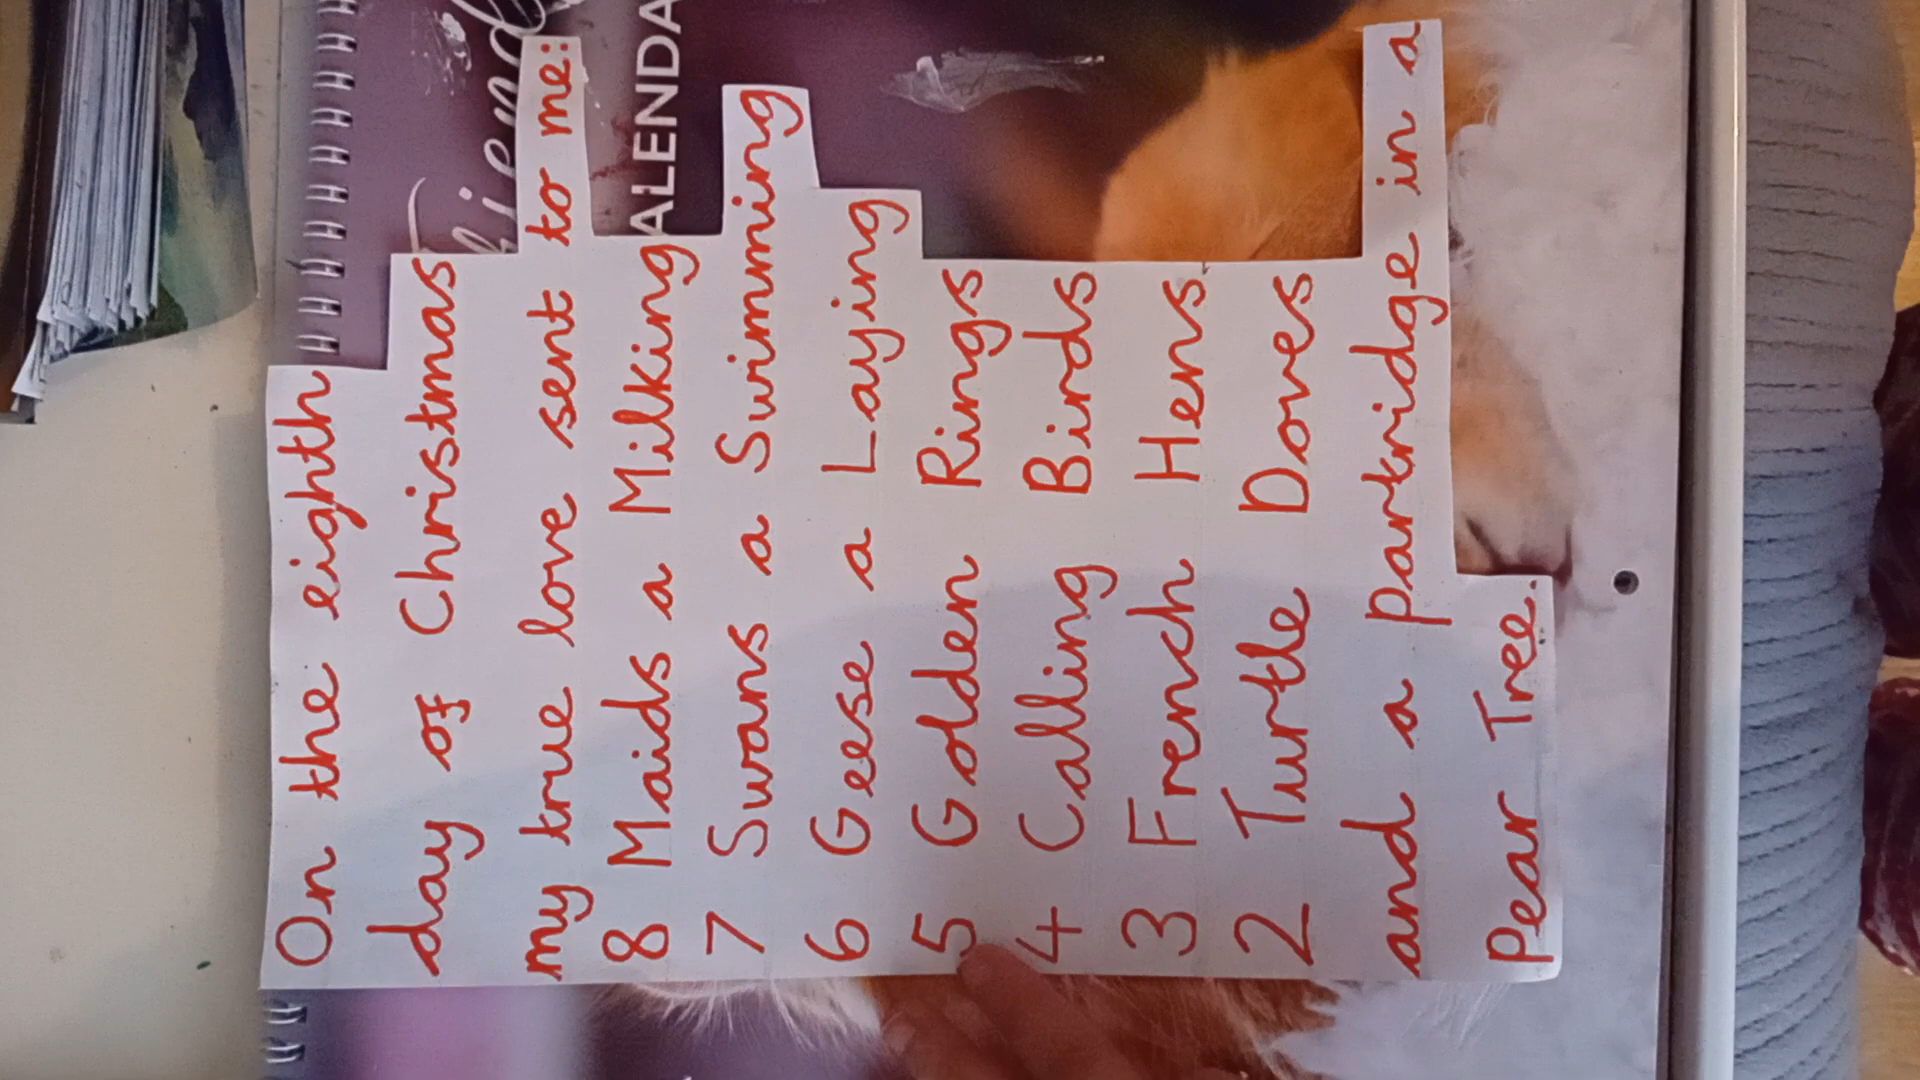 On the eighth
day of Christmas
my true love sent to me:
8 Maids a Milking
7 Swans a Swimming
6 Geese a Laying
5 Golden Rings
4 Calling Birds
3 French Hens
2 Turtle Doves
and a partridge in a
Pear Tree.
ALENDA